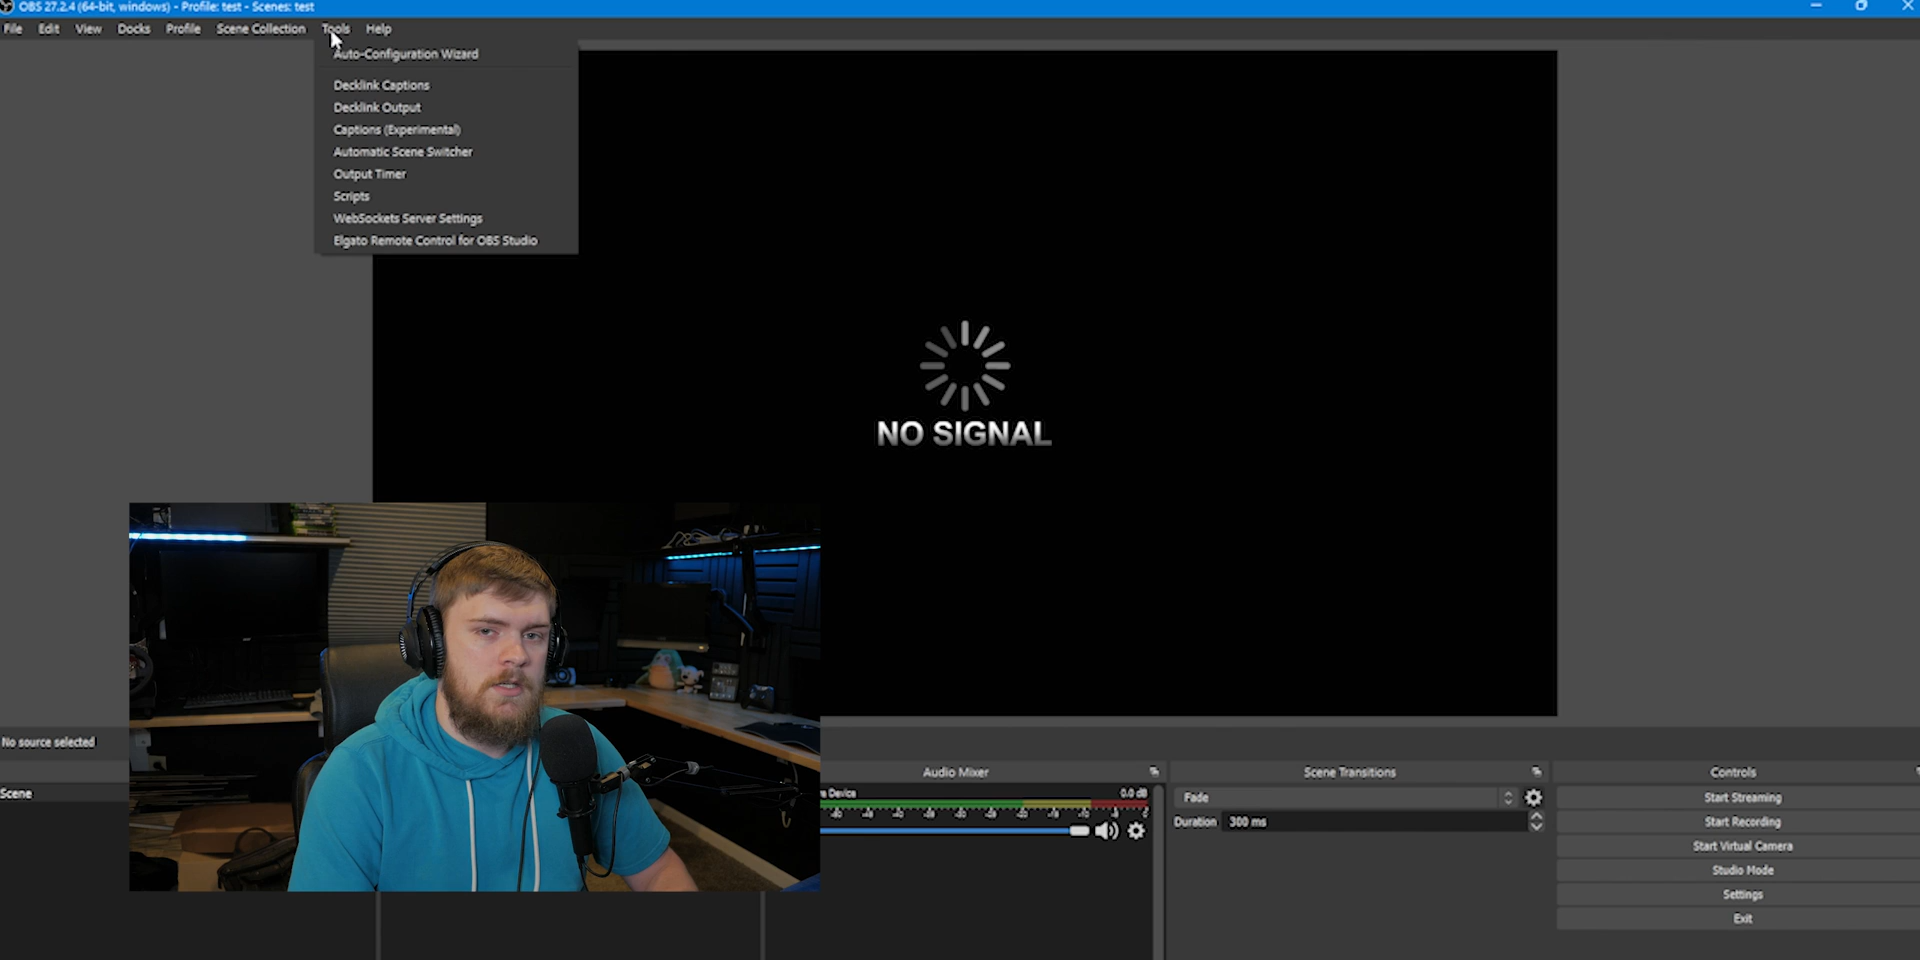 OBS 27.2.4 (64-bit, windows) - Profile: test - Scenes: test
File Edit View Docks Profile Scene Collection Tools Help
Auto-Configuration Wizard
Decklink Captions
Decklink Output
Captions (Experimental)
Automatic Scene Switcher
Output Timer
Scripts
WebSockets Server Settings
Elgato Remote Control for OBS Studio
NO SIGNAL
No source selected
Audio Mixer Scene Transitions Controls
Scene
Device 0.0 dB
Fade
Duration 300 ms
Start Streaming
Start Recording
Start Virtual Camera
Studio Mode
Settings
Exit